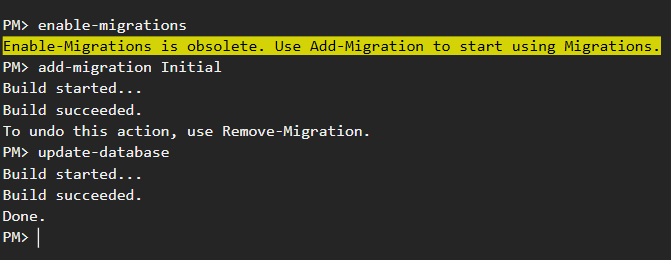 PM> enable-migrations
Enable-Migrations is obsolete. Use Add-Migration to start using Migrations.
PM> add-migration Initial
Build started...
Build succeeded.
To undo this action, use Remove-Migration.
PM> update-database
Build started...
Build succeeded.
Done.
PM>